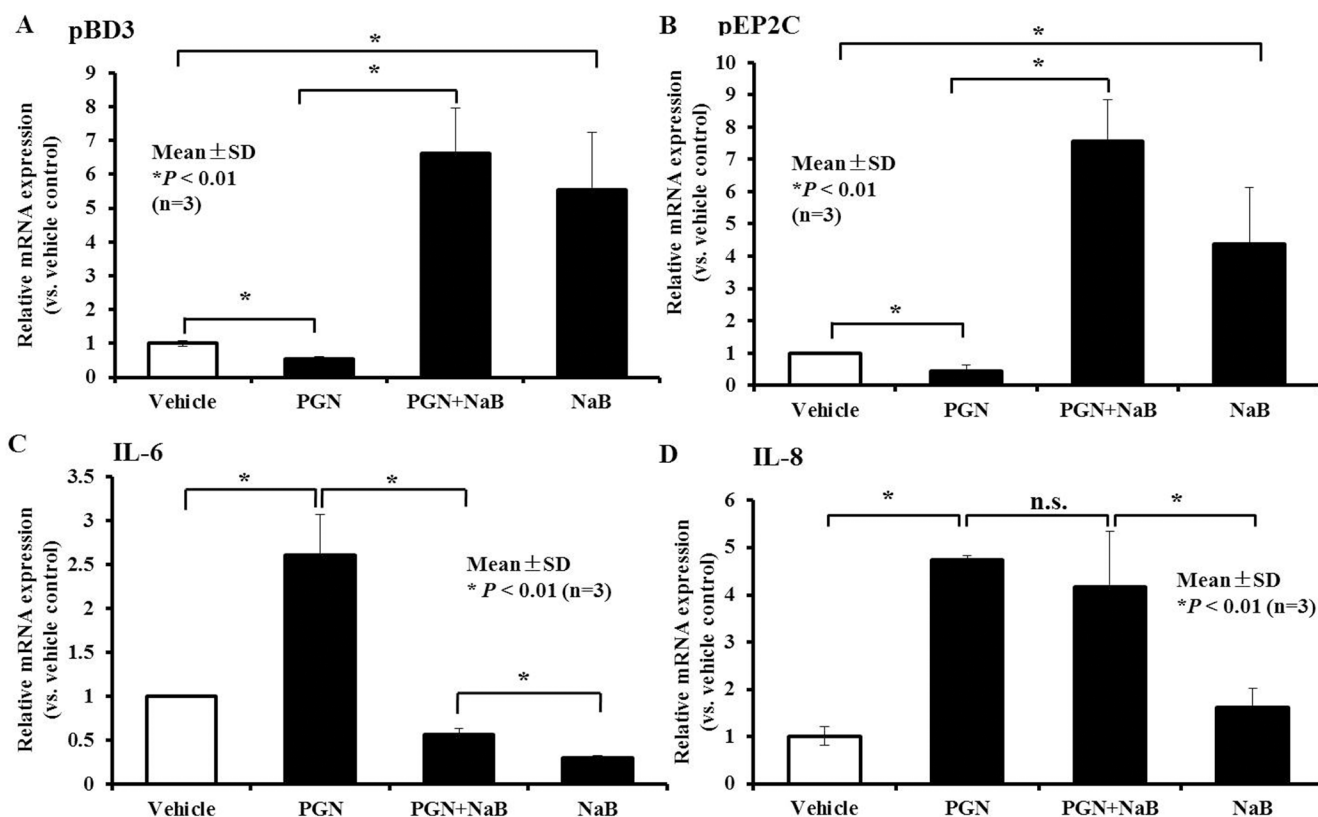 A
pBD3
*
*
*
Relative mRNA expression
(vs. vehicle control)
9
8
7
6
5
4
3
2
1
0
Mean±SD
*P < 0.01
(n=3)
Vehicle PGN PGN+NaB NaB
B
pEP2C
*
*
*
Relative mRNA expression
(vs. vehicle control)
10
9
8
7
6
5
4
3
2
1
0
Mean±SD
*P < 0.01
(n=3)
Vehicle PGN PGN+NaB NaB
C
IL-6
* *
*
Relative mRNA expression
(vs. vehicle control)
3.5
3
2.5
2
1.5
1
0.5
0
Mean±SD
* P < 0.01 (n=3)
Vehicle PGN PGN+NaB NaB
D
IL-8
* n.s. *
Relative mRNA expression
(vs. vehicle control)
6
5
4
3
2
1
0
Mean±SD
*P < 0.01 (n=3)
Vehicle PGN PGN+NaB NaB